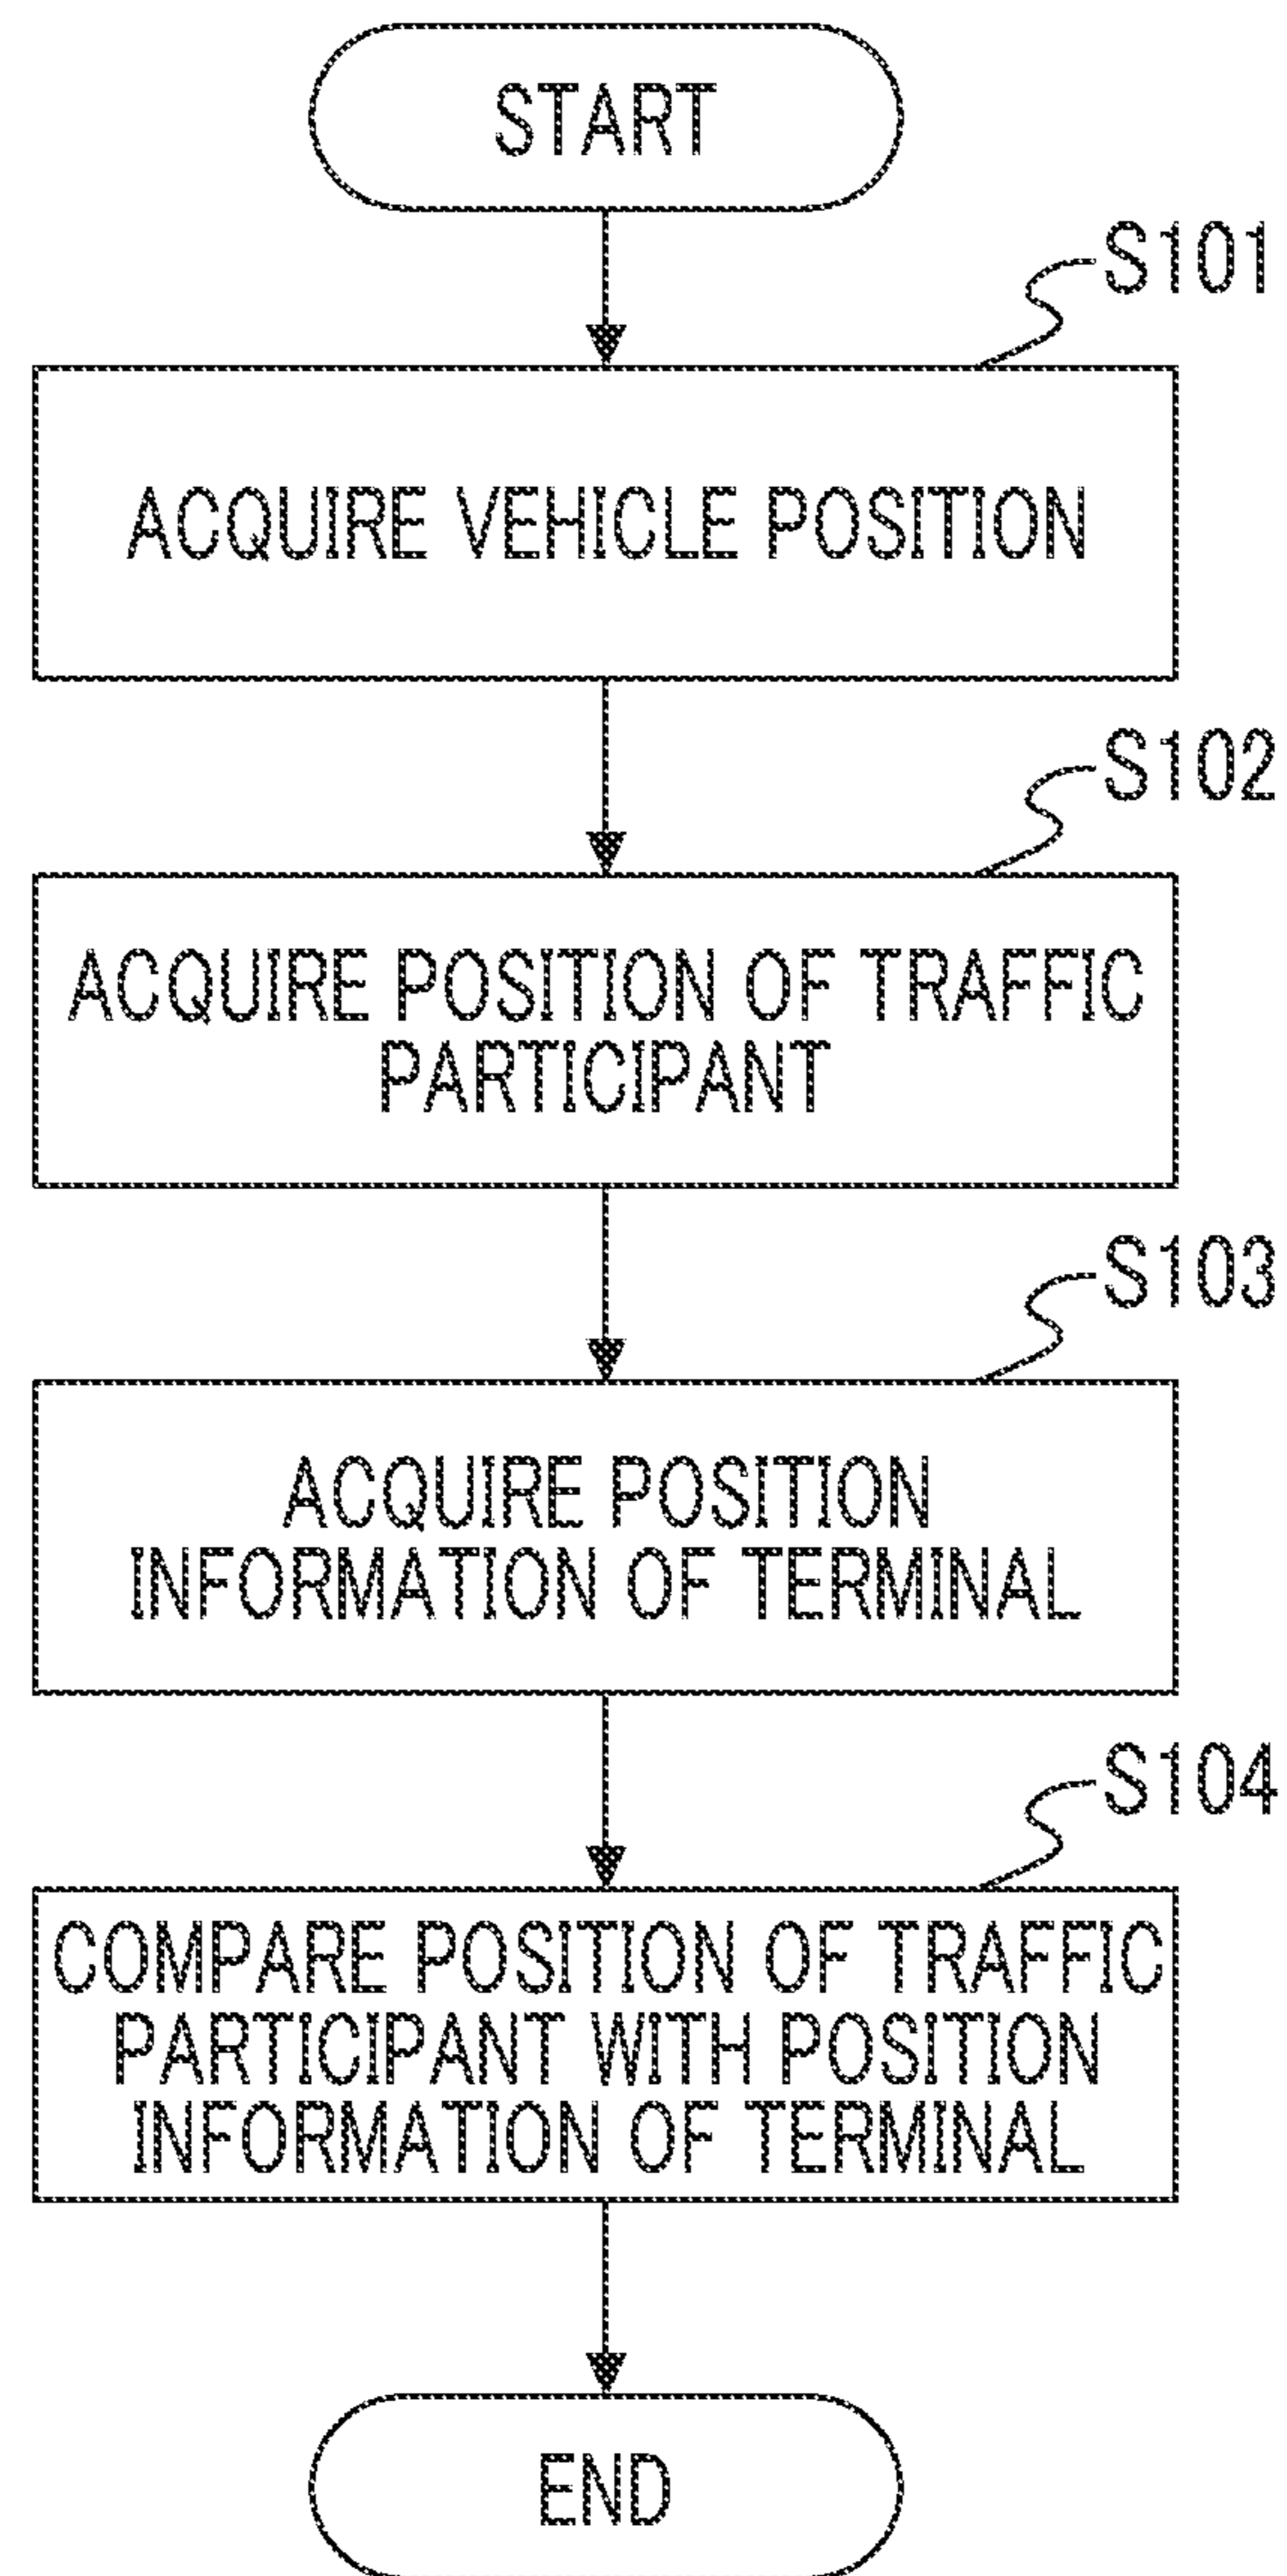 START
S101
ACQUIRE VEHICLE POSITION
S102
ACQUIRE POSITION OF TRAFFIC
PARTICIPANT
S103
ACQUIRE POSITION
INFORMATION OF TERMINAL
S104
COMPARE POSITION OF TRAFFIC
PARTICIPANT WITH POSITION
INFORMATION OF TERMINAL
END